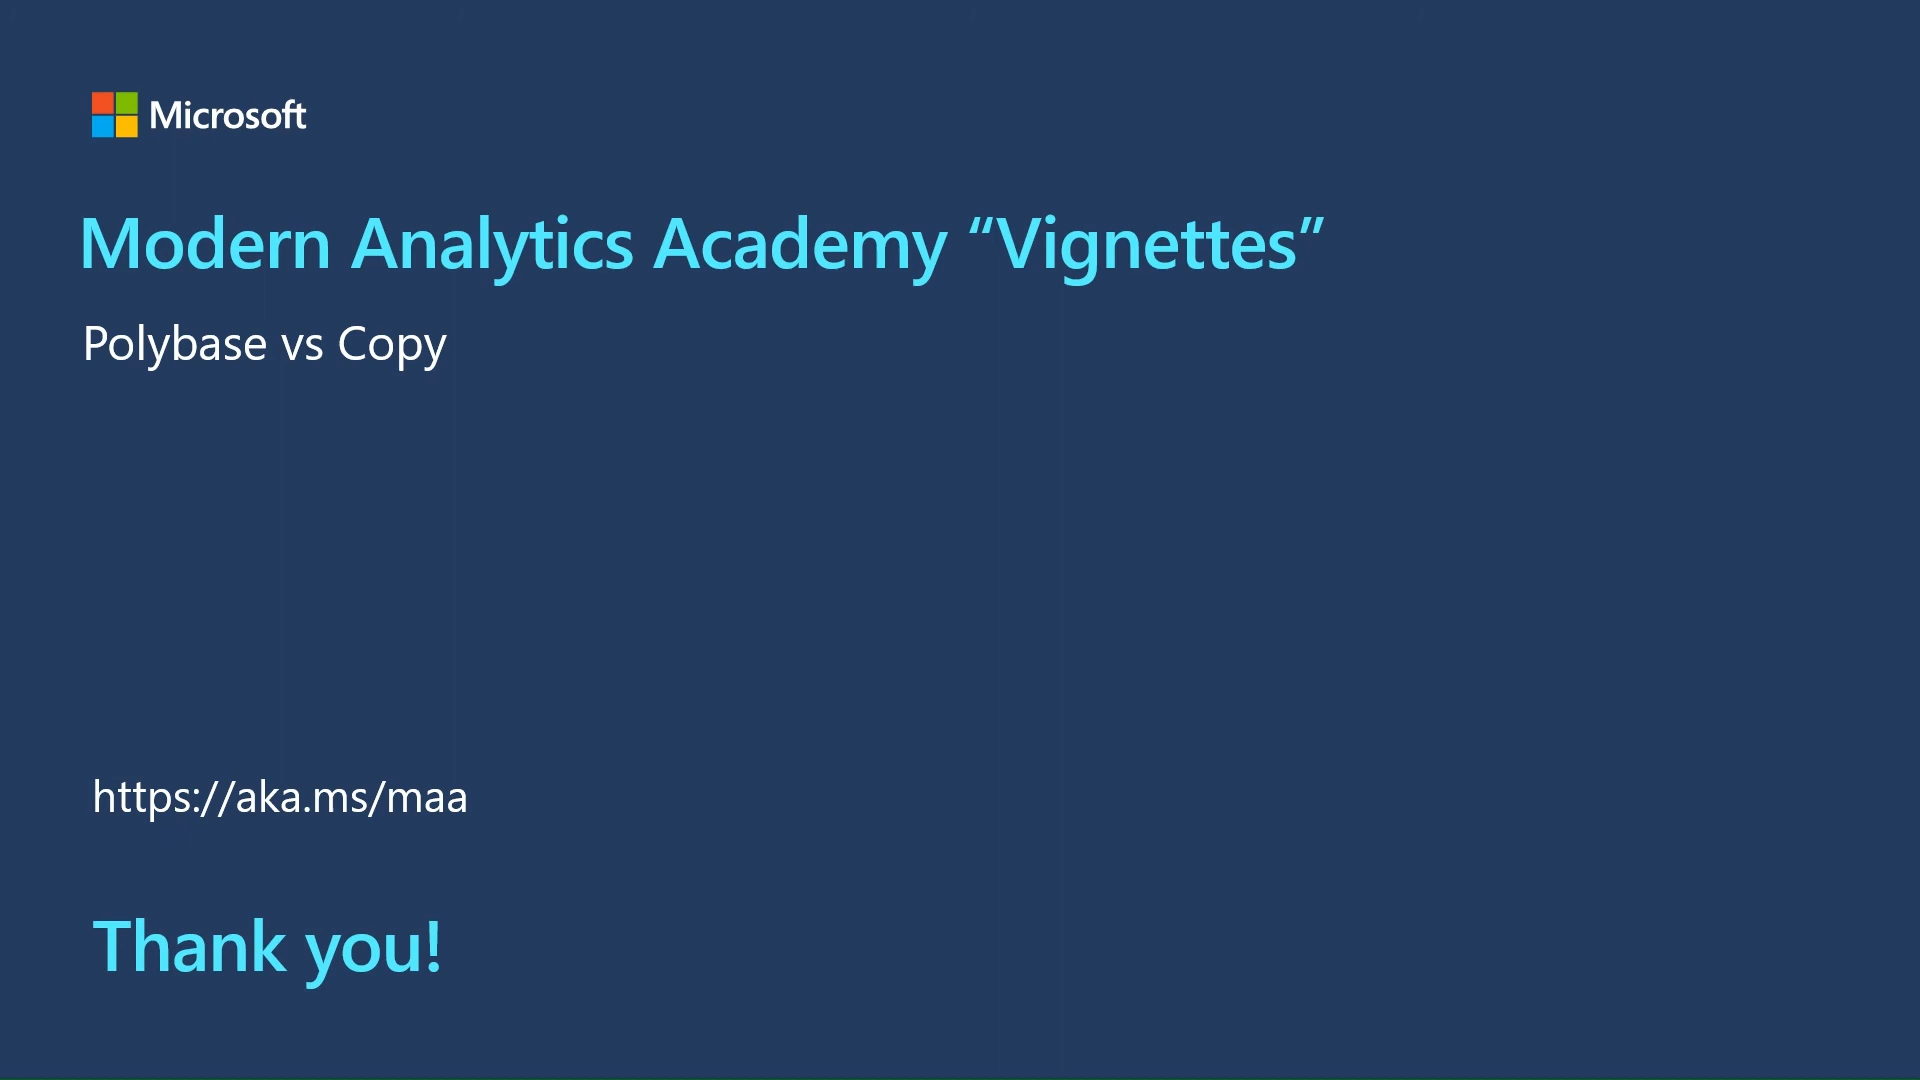 Microsoft
Modern Analytics Academy “Vignettes”
Polybase vs Copy
https://aka.ms/maa
Thank you!